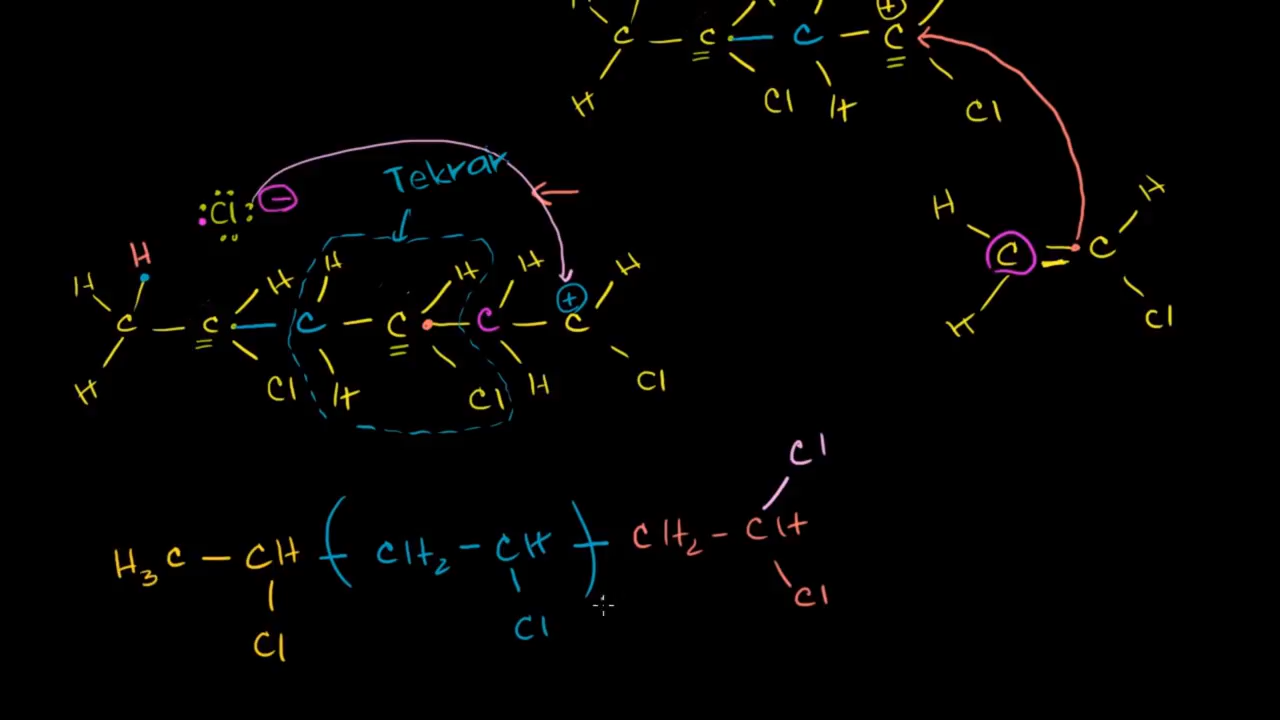 H H H ⊕ H
C — C — C — C
H Cl H Cl
Tekrar
:Cl: −
H
H H H H H H ⊕ H
C — C — C — C — C — C
H Cl H Cl H Cl
H H
C = C
H Cl
Cl
H₃C — CH —( CH₂ — CH )— CH₂ — CH
Cl Cl Cl